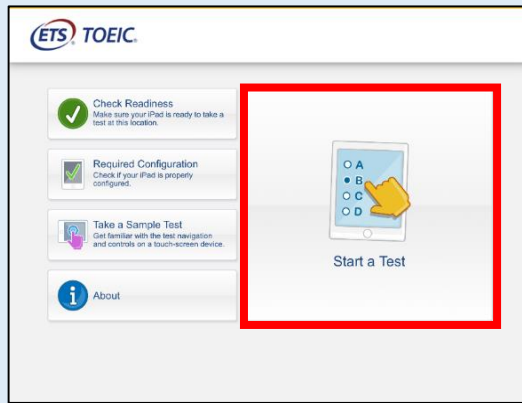 ETS TOEIC.
Check Readiness
Make sure your iPad is ready to take a
test at this location.
Required Configuration
Check if your iPad is properly
configured.
Take a Sample Test
Get familiar with the test navigation
and controls on a touch-screen device.
i About
A
B
C
D
Start a Test